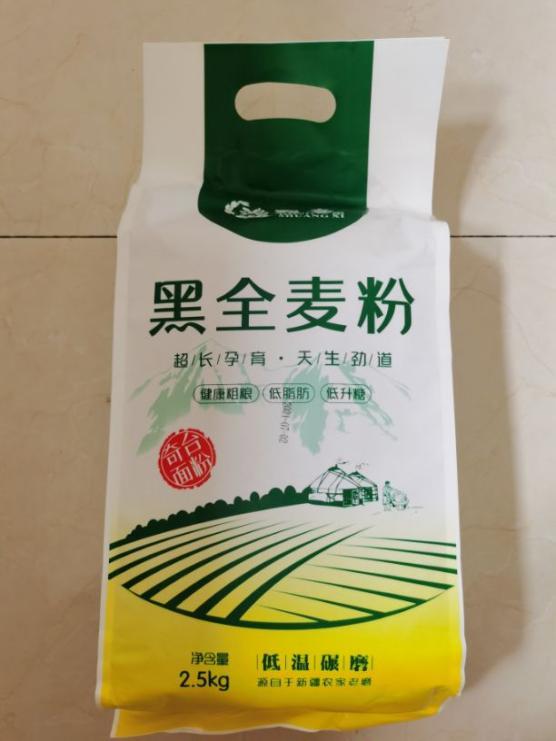 黑全麦粉
超/长/孕/育·天/生/劲/道
健康粗粮 低脂肪 低升糖
奇台
面粉
净含量 低温碾磨
2.5kg 源自于新疆农家